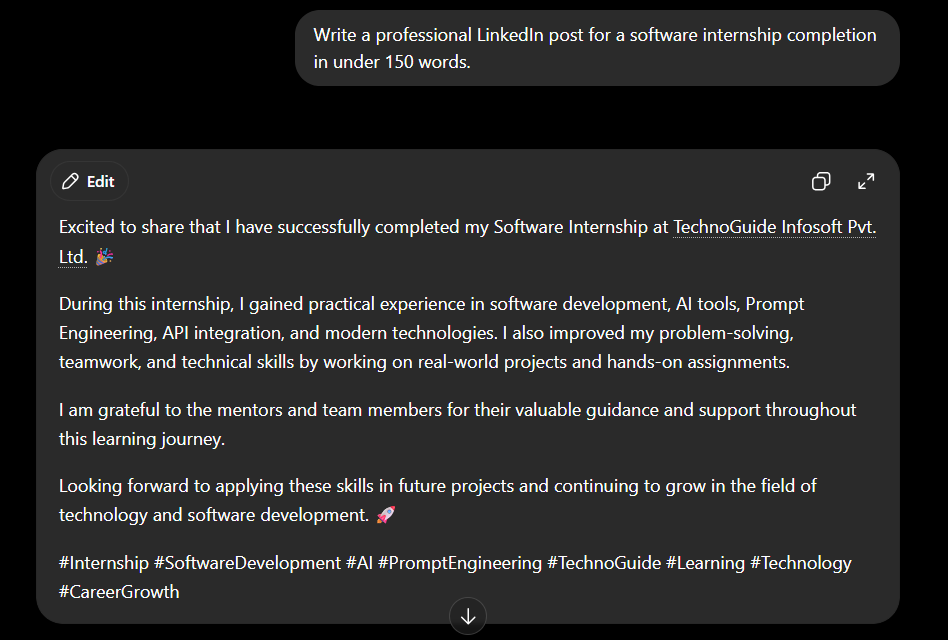 Write a professional LinkedIn post for a software internship completion
in under 150 words.
Edit
Excited to share that I have successfully completed my Software Internship at TechnoGuide Infosoft Pvt.
Ltd. 🎉
During this internship, I gained practical experience in software development, AI tools, Prompt
Engineering, API integration, and modern technologies. I also improved my problem-solving,
teamwork, and technical skills by working on real-world projects and hands-on assignments.
I am grateful to the mentors and team members for their valuable guidance and support throughout
this learning journey.
Looking forward to applying these skills in future projects and continuing to grow in the field of
technology and software development. 🚀
#Internship #SoftwareDevelopment #AI #PromptEngineering #TechnoGuide #Learning #Technology
#CareerGrowth